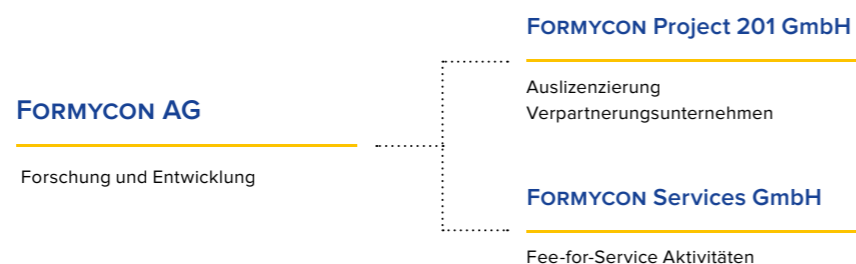 FORMYCON AG
Forschung und Entwicklung
FORMYCON Project 201 GmbH
Auslizenzierung
Verpartnerungsunternehmen
FORMYCON Services GmbH
Fee-for-Service Aktivitäten